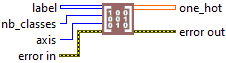 label
nb_classes
axis
error in
one_hot
error out